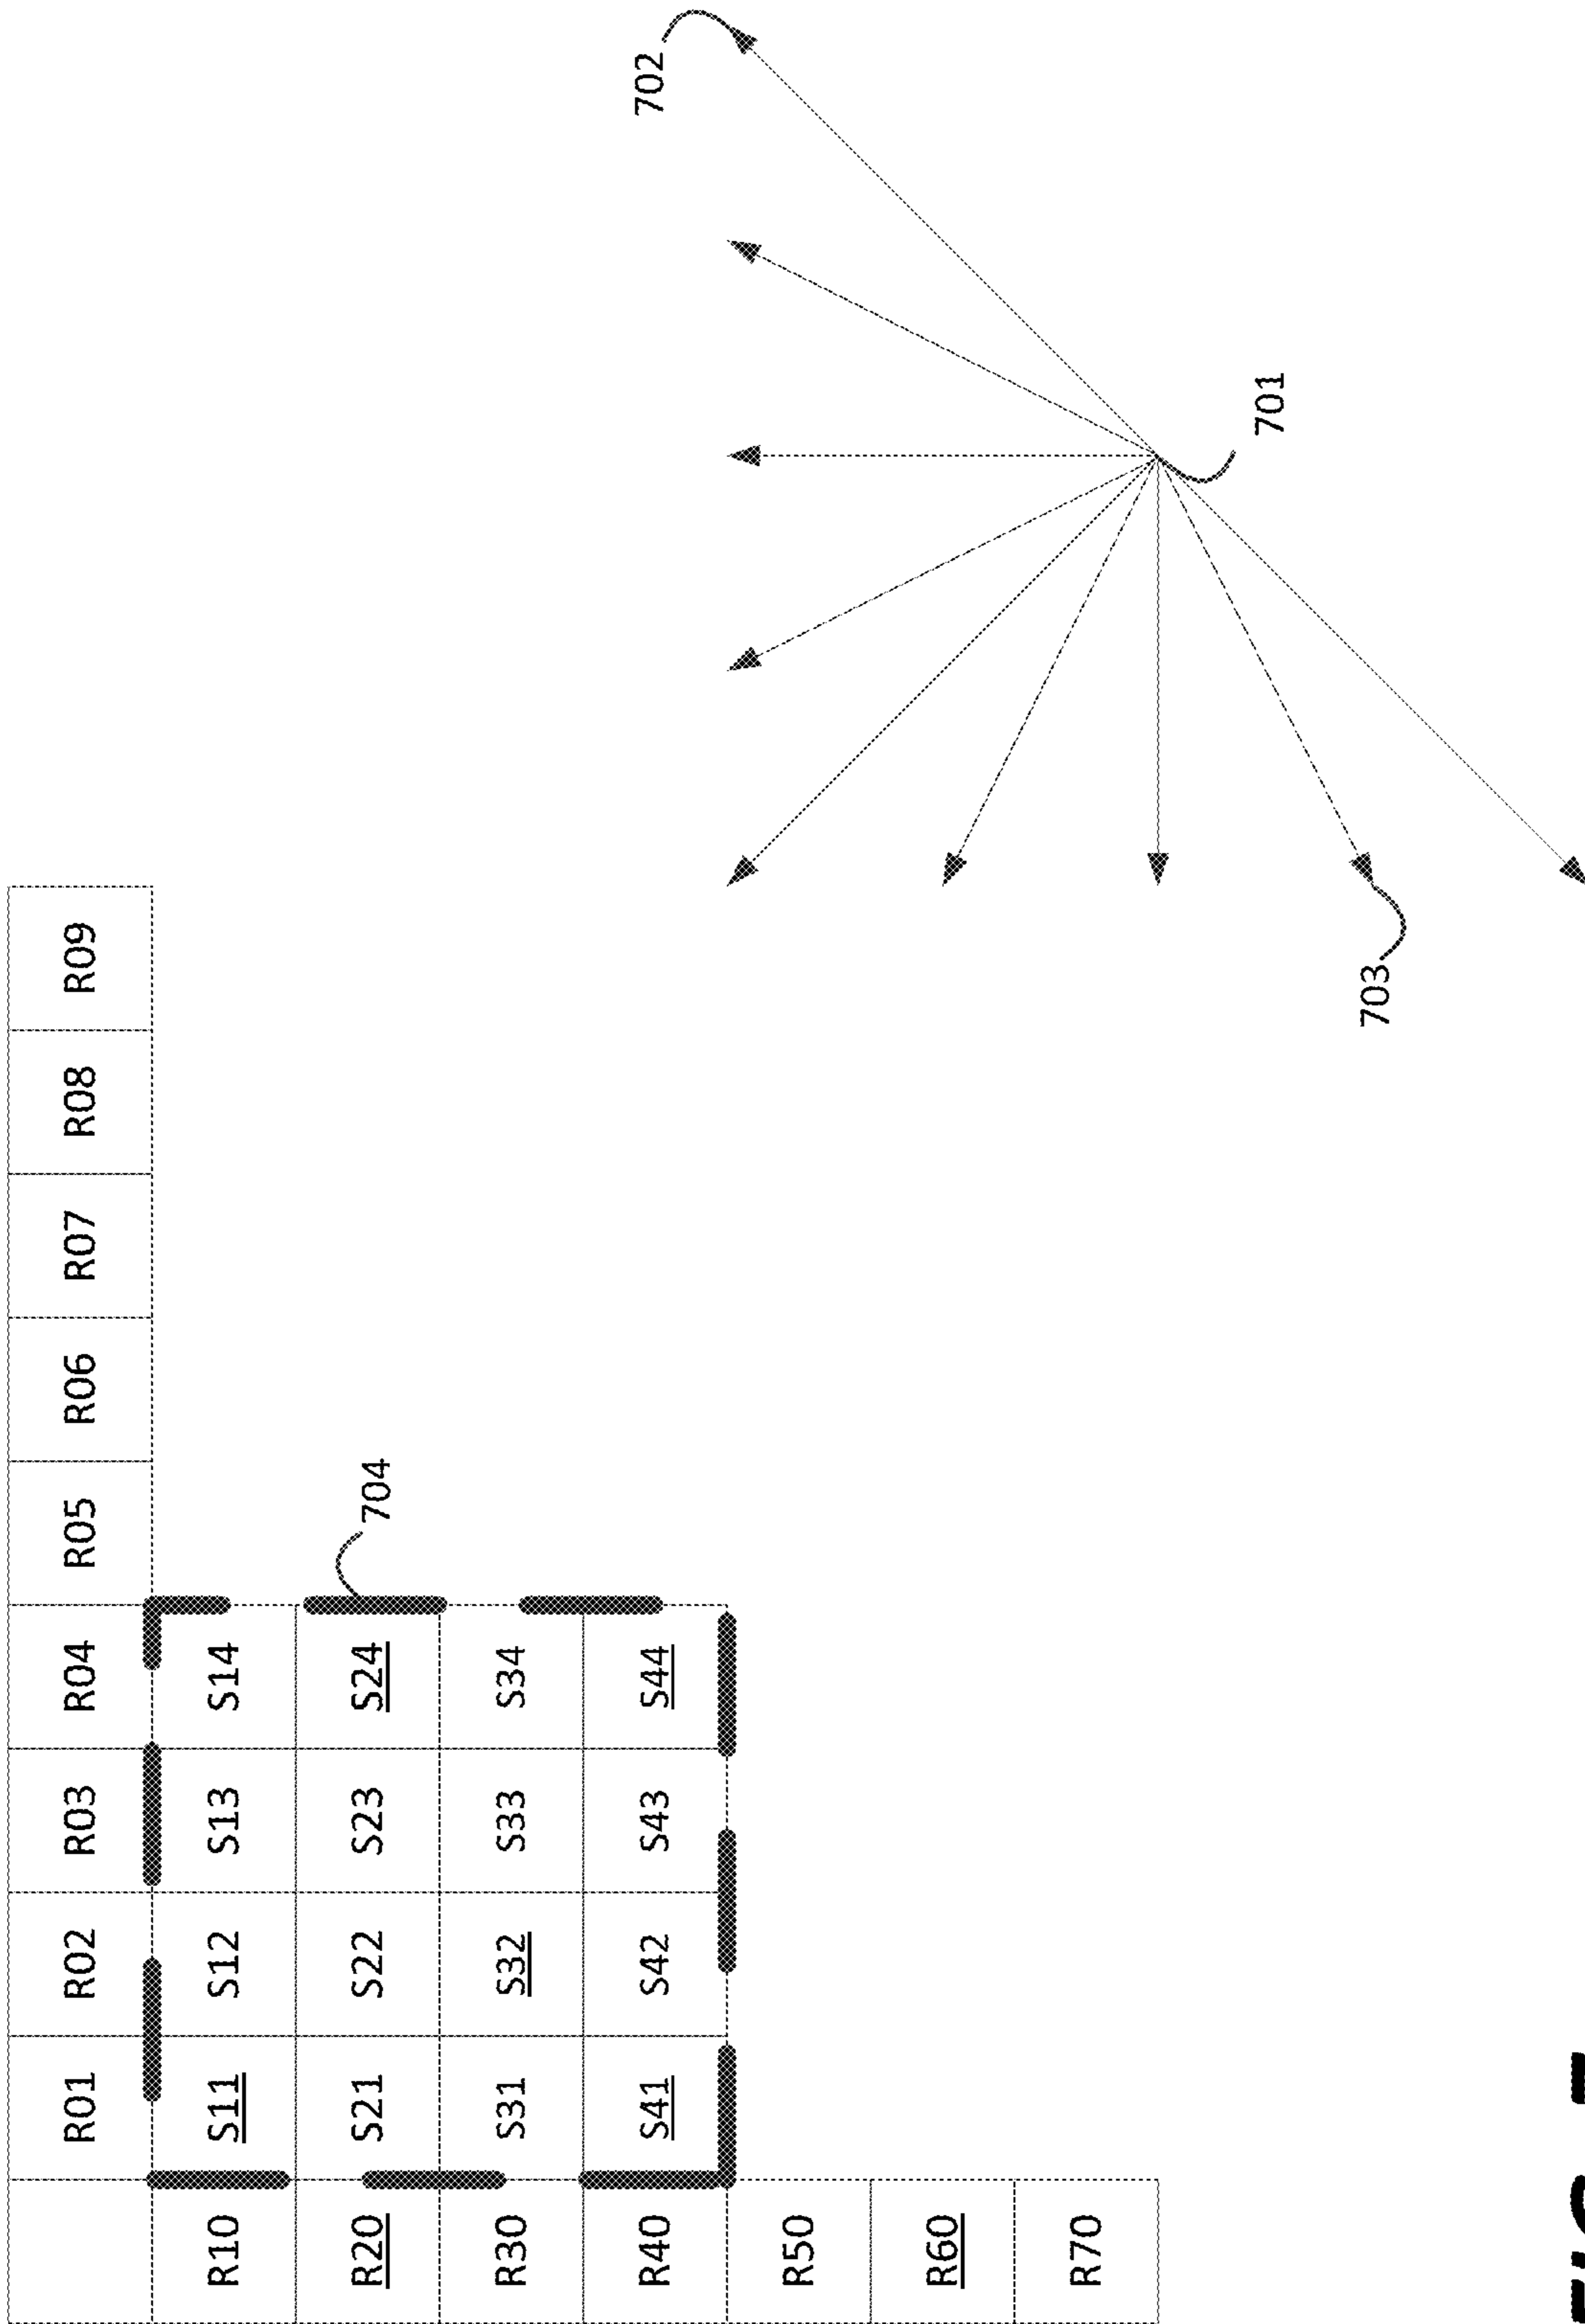 R01 R02 R03 R04 R05 R06 R07 R08 R09
R10 S11 S12 S13 S14
R20 S21 S22 S23 S24 704
R30 S31 S32 S33 S34
R40 S41 S42 S43 S44
702
R50
R60
R70
701
703